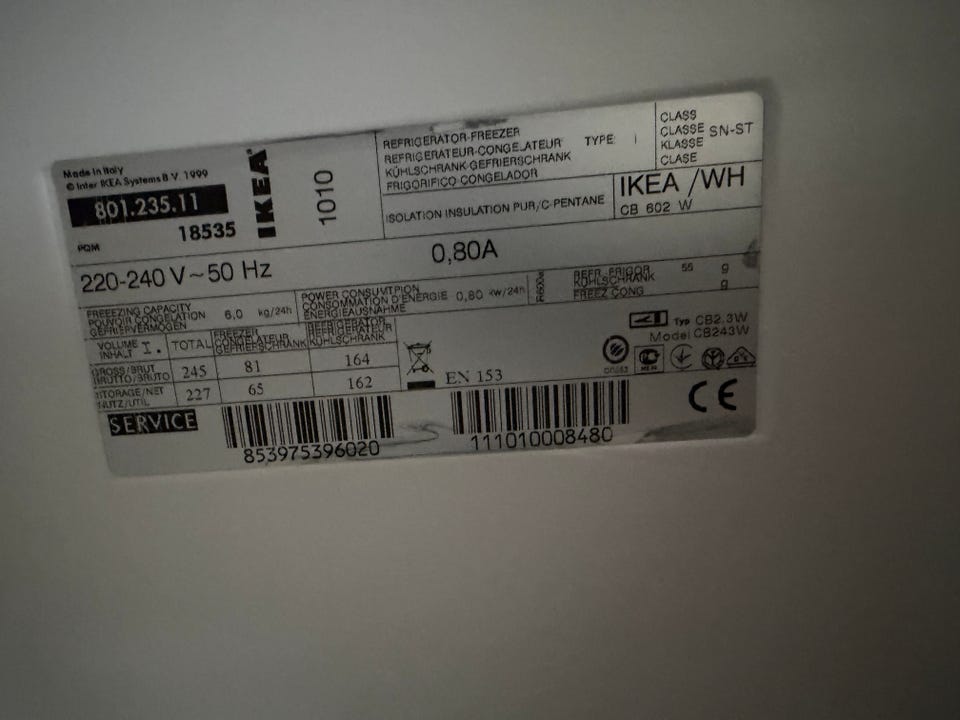 Made in Italy
© Inter IKEA Systems B.V. 1999
801.235.11
PQM 18535
IKEA
1010
REFRIGERATOR-FREEZER
REFRIGERATEUR-CONGELATEUR
KÜHLSCHRANK-GEFRIERSCHRANK
FRIGORIFICO-CONGELADOR
TYPE I
CLASS
CLASSE SN-ST
KLASSE
CLASE
ISOLATION INSULATION PUR/C-PENTANE
IKEA /WH
CB 602 W
220-240 V~50 Hz
0,80A
FREEEZING CAPACITY
POUVOIR CONGELATION 6,0 kg/24h
GEFRIERVERMÖGEN
POWER CONSUMTPION
CONSOMMATION D'ENERGIE 0,80 kw/24h
ENERGIEAUSNAHME
R600a
REFR. FRIGOR. 55 g
KÜHLSCHRANK
FREEZ CONG g
VOLUME
INHALT I.
TOTAL
FREEZER
CONGELATEUR
GEFRIERSCHRANK
REFRIGERATOR
REFRIGERATEUR
KÜHLSCHRANK
GROSS/BRUT
BRUTTO/BRUTO 245 81 164
STORAGE/NET
NUTZ/UTIL 227 65 162
EN 153
Typ CB2.3W
Model CB243W
CE
SERVICE
853975396020
111010008480